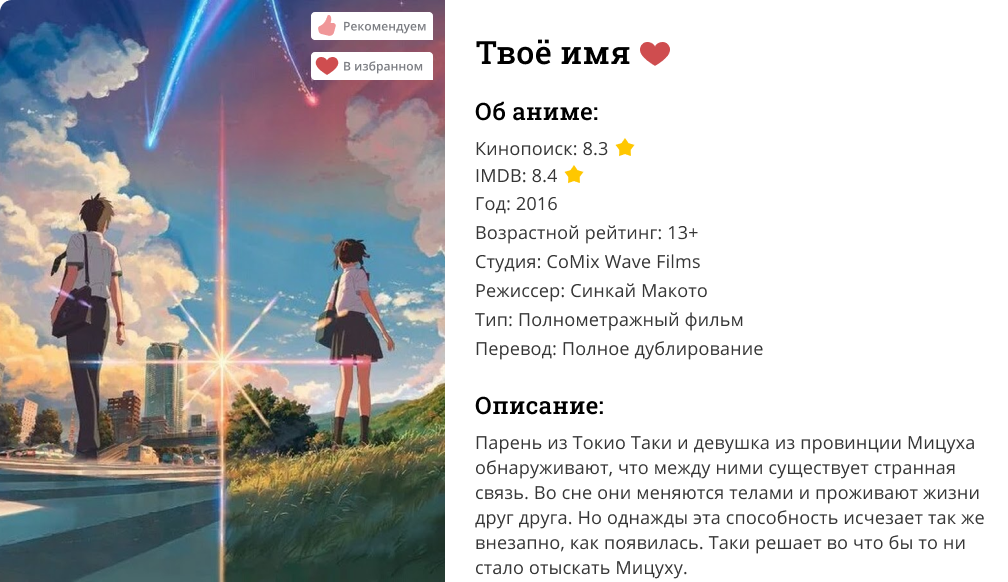 Рекомендуем
В избранном
Твоё имя
Об аниме:
Кинопоиск: 8.3
IMDB: 8.4
Год: 2016
Возрастной рейтинг: 13+
Студия: CoMix Wave Films
Режиссер: Синкай Макото
Тип: Полнометражный фильм
Перевод: Полное дублирование
Описание:
Парень из Токио Таки и девушка из провинции Мицуха
обнаруживают, что между ними существует странная
связь. Во сне они меняются телами и проживают жизни
друг друга. Но однажды эта способность исчезает так же
внезапно, как появилась. Таки решает во что бы то ни
стало отыскать Мицуху.